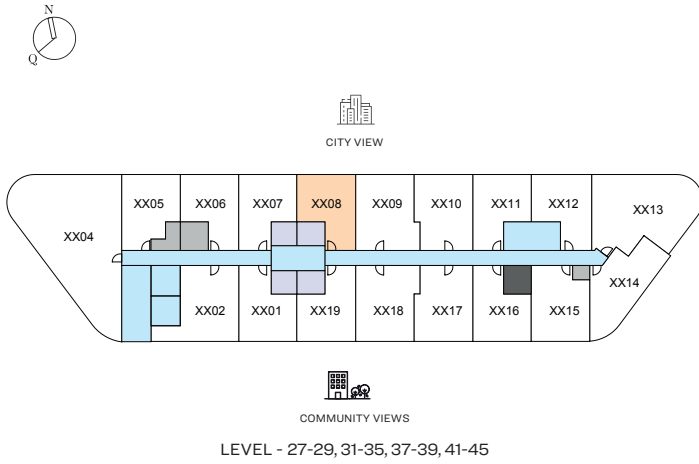 N
Q
CITY VIEW
XX05 XX06 XX07 XX08 XX09 XX10 XX11 XX12 XX13
XX04
XX14
XX02 XX01 XX19 XX18 XX17 XX16 XX15
COMMUNITY VIEWS
LEVEL - 27-29, 31-35, 37-39, 41-45